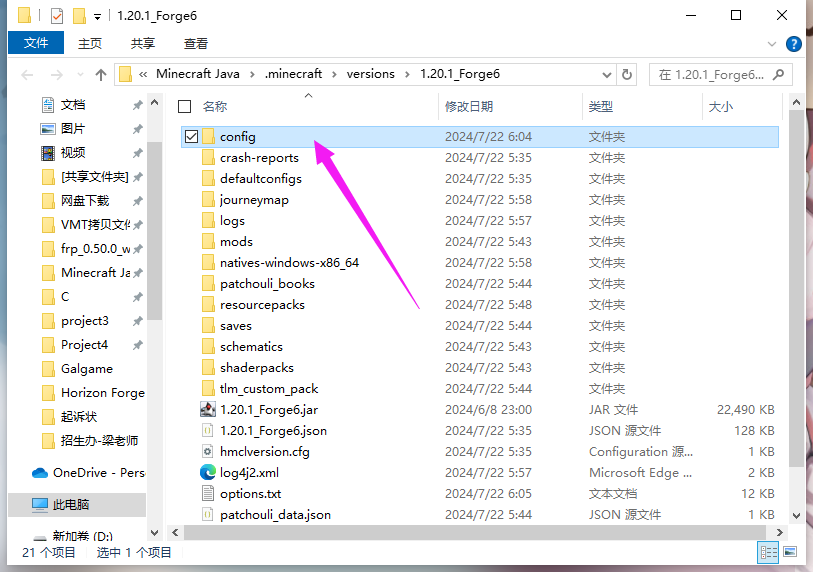 1.20.1_Forge6
文件 主页 共享 查看
« Minecraft Java › .minecraft › versions › 1.20.1_Forge6
在 1.20.1_Forge6...
文档
图片
视频
[共享文件夹]
网盘下载
VMT拷贝文件
frp_0.50.0_w
Minecraft Ja
C
project3
Project4
Galgame
Horizon Forge
起诉状
招生办-梁老师
OneDrive - Pers
此电脑
新加卷 (D:)
名称 修改日期 类型 大小
config 2024/7/22 6:04 文件夹
crash-reports 2024/7/22 5:35 文件夹
defaultconfigs 2024/7/22 5:35 文件夹
journeymap 2024/7/22 5:58 文件夹
logs 2024/7/22 5:57 文件夹
mods 2024/7/22 5:43 文件夹
natives-windows-x86_64 2024/7/22 5:58 文件夹
patchouli_books 2024/7/22 5:44 文件夹
resourcepacks 2024/7/22 5:48 文件夹
saves 2024/7/22 5:44 文件夹
schematics 2024/7/22 5:43 文件夹
shaderpacks 2024/7/22 5:43 文件夹
tlm_custom_pack 2024/7/22 5:44 文件夹
1.20.1_Forge6.jar 2024/6/8 23:00 JAR 文件 22,490 KB
1.20.1_Forge6.json 2024/7/22 5:35 JSON 源文件 128 KB
hmclversion.cfg 2024/7/22 5:35 Configuration 源... 1 KB
log4j2.xml 2024/7/22 5:57 Microsoft Edge ... 2 KB
options.txt 2024/7/22 6:05 文本文档 12 KB
patchouli_data.json 2024/7/22 5:44 JSON 源文件 1 KB
21 个项目 选中 1 个项目